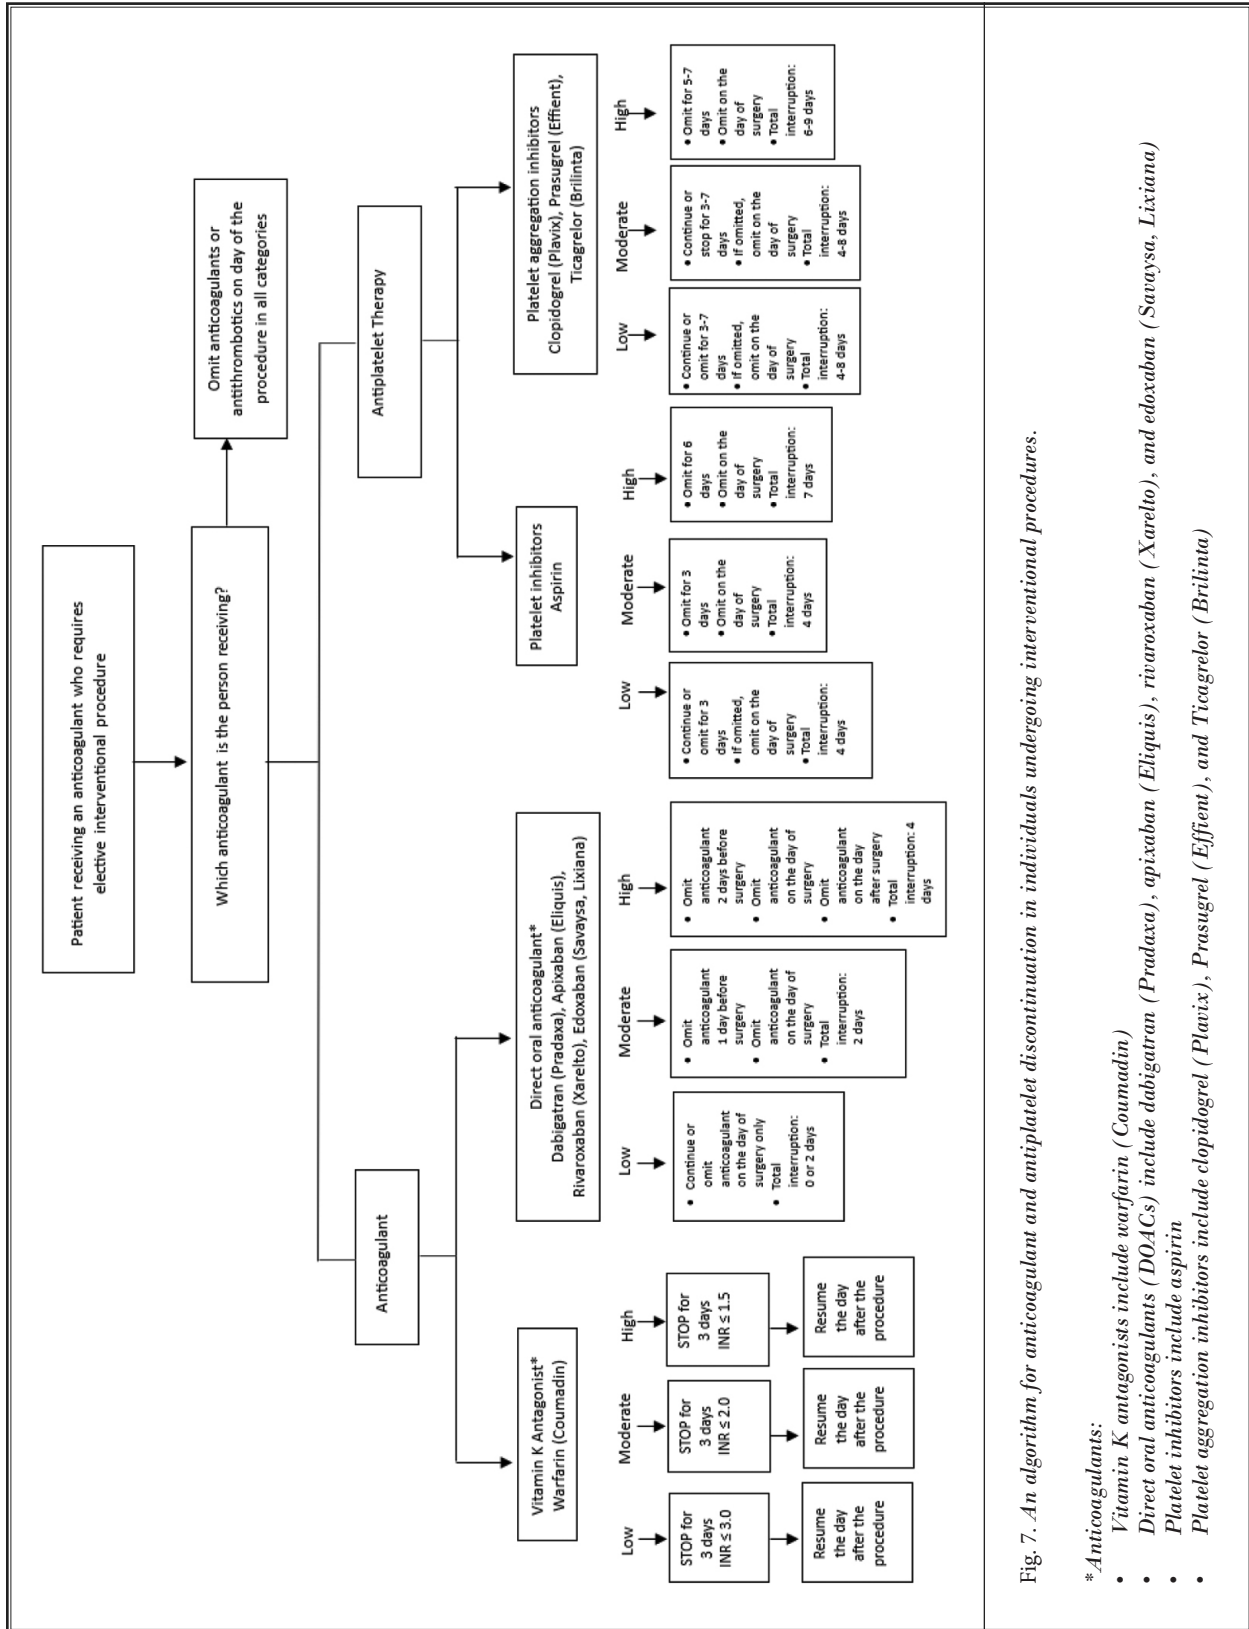 Patient receiving an anticoagulant who requires
elective interventional procedure
Which anticoagulant is the person receiving?
Omit anticoagulants or
antithrombotics on day of the
procedure in all categories
Anticoagulant
Antiplatelet Therapy
Vitamin K Antagonist*
Warfarin (Coumadin)
Direct oral anticoagulant*
Dabigatran (Pradaxa), Apixaban (Eliquis),
Rivaroxaban (Xarelto), Edoxaban (Savaysa, Lixiana)
Platelet inhibitors
Aspirin
Platelet aggregation inhibitors
Clopidogrel (Plavix), Prasugrel (Effient),
Ticagrelor (Brilinta)
Low
STOP for
3 days
INR ≤ 3.0
Resume
the day
after the
procedure
Moderate
STOP for
3 days
INR ≤ 2.0
Resume
the day
after the
procedure
High
STOP for
3 days
INR ≤ 1.5
Resume
the day
after the
procedure
Low
• Continue or
omit
anticoagulant
on the day of
surgery only
• Total
interruption:
0 or 2 days
Moderate
• Omit
anticoagulant
1 day before
surgery
• Omit
anticoagulant
on the day of
surgery
• Total
interruption:
2 days
High
• Omit
anticoagulant
2 days before
surgery
• Omit
anticoagulant
on the day of
surgery
• Omit
anticoagulant
on the day
after surgery
• Total
interruption: 4
days
Low
• Continue or
omit for 3
days
• If omitted,
omit on the
day of
surgery
• Total
interruption:
4 days
Moderate
• Omit for 3
days
• Omit on the
day of
surgery
• Total
interruption:
4 days
High
• Omit for 6
days
• Omit on the
day of
surgery
• Total
interruption:
7 days
Low
• Continue or
omit for 3-7
days
• If omitted,
omit on the
day of
surgery
• Total
interruption:
4-8 days
Moderate
• Continue or
stop for 3-7
days
• If omitted,
omit on the
day of
surgery
• Total
interruption:
4-8 days
High
• Omit for 5-7
days
• Omit on the
day of
surgery
• Total
interruption:
6-9 days
Fig. 7. An algorithm for anticoagulant and antiplatelet discontinuation in individuals undergoing interventional procedures.
*Anticoagulants:
• Vitamin K antagonists include warfarin (Coumadin)
• Direct oral anticoagulants (DOACs) include dabigatran (Pradaxa), apixaban (Eliquis), rivaroxaban (Xarelto), and edoxaban (Savaysa, Lixiana)
• Platelet inhibitors include aspirin
• Platelet aggregation inhibitors include clopidogrel (Plavix), Prasugrel (Effient), and Ticagrelor (Brilinta)